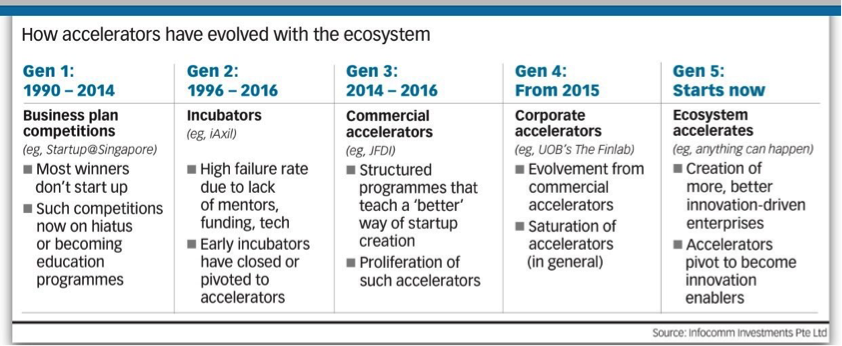 How accelerators have evolved with the ecosystem
Gen 1:
1990 – 2014
Business plan
competitions
(eg, Startup@Singapore)
■ Most winners
don't start up
■ Such competitions
now on hiatus
or becoming
education
programmes
Gen 2:
1996 – 2016
Incubators
(eg, iAxil)
■ High failure rate
due to lack
of mentors,
funding, tech
■ Early incubators
have closed or
pivoted to
accelerators
Gen 3:
2014 – 2016
Commercial
accelerators
(eg, JFDI)
■ Structured
programmes that
teach a 'better'
way of startup
creation
■ Proliferation of
such accelerators
Gen 4:
From 2015
Corporate
accelerators
(eg, UOB's The Finlab)
■ Evolvement from
commercial
accelerators
■ Saturation of
accelerators
(in general)
Gen 5:
Starts now
Ecosystem
accelerates
(eg, anything can happen)
■ Creation of
more, better
innovation-driven
enterprises
■ Accelerators
pivot to become
innovation
enablers
Source: Infocomm Investments Pte Ltd